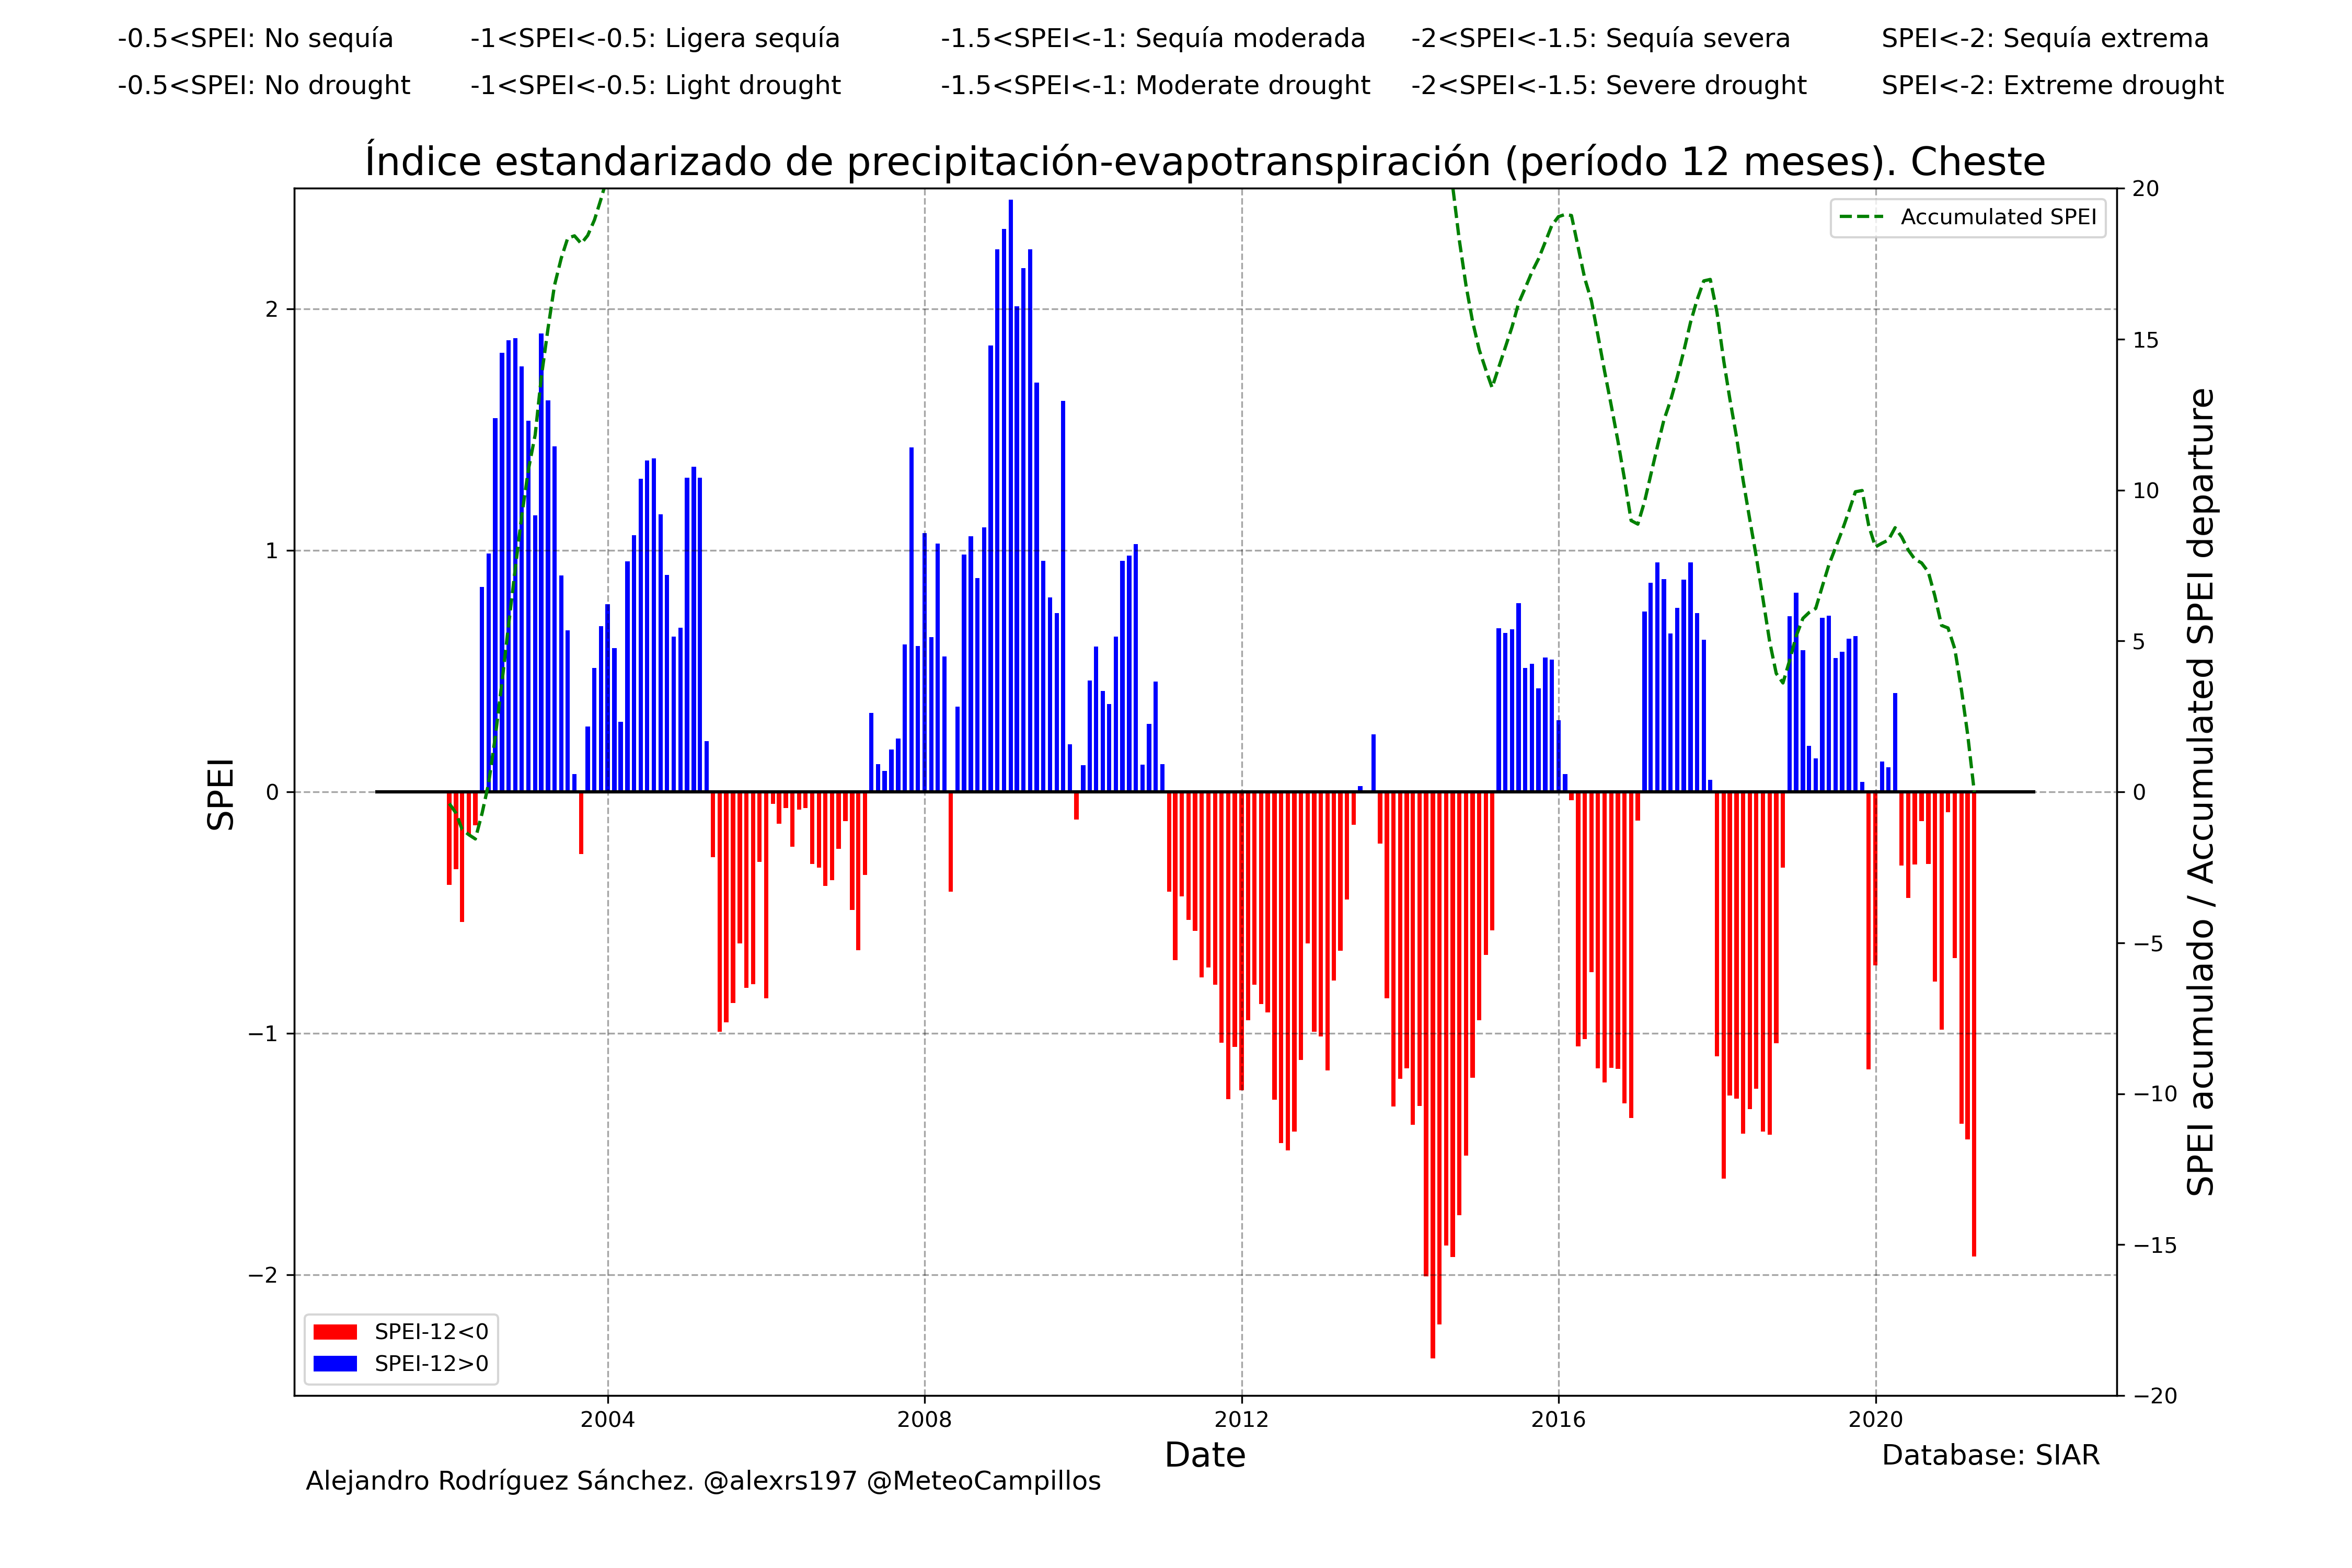 -0.5<SPEI: No sequía -1<SPEI<-0.5: Ligera sequía -1.5<SPEI<-1: Sequía moderada -2<SPEI<-1.5: Sequía severa SPEI<-2: Sequía extrema
-0.5<SPEI: No drought -1<SPEI<-0.5: Light drought -1.5<SPEI<-1: Moderate drought -2<SPEI<-1.5: Severe drought SPEI<-2: Extreme drought
Índice estandarizado de precipitación-evapotranspiración (período 12 meses). Cheste
Accumulated SPEI
SPEI
2
1
0
−1
−2
20
15
10
5
0
−5
−10
−15
−20
SPEI acumulado / Accumulated SPEI departure
SPEI-12<0
SPEI-12>0
2004 2008 2012 2016 2020
Date
Database: SIAR
Alejandro Rodríguez Sánchez. @alexrs197 @MeteoCampillos